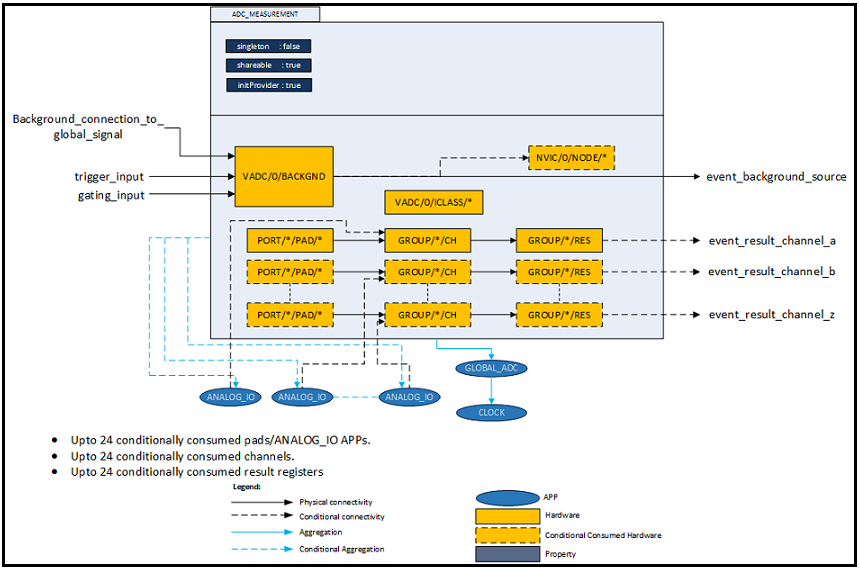 ADC_MEASUREMENT
singleton : false
shareable : true
initProvider : true
Background_connection_to_
global_signal
trigger_input
gating_input
VADC/0/BACKGND
NVIC/0/NODE/*
event_background_source
VADC/0/ICLASS/*
PORT/*/PAD/*
GROUP/*/CH
GROUP/*/RES
event_result_channel_a
PORT/*/PAD/*
GROUP/*/CH
GROUP/*/RES
event_result_channel_b
PORT/*/PAD/*
GROUP/*/CH
GROUP/*/RES
event_result_channel_z
GLOBAL_ADC
ANALOG_IO
ANALOG_IO
ANALOG_IO
CLOCK
• Upto 24 conditionally consumed pads/ANALOG_IO APPs.
• Upto 24 conditionally consumed channels.
• Upto 24 conditionally consumed result registers
Legend:
Physical connectivity
Conditional connectivity
Aggregation
Conditional Aggregation
APP
Hardware
Conditional Consumed Hardware
Property